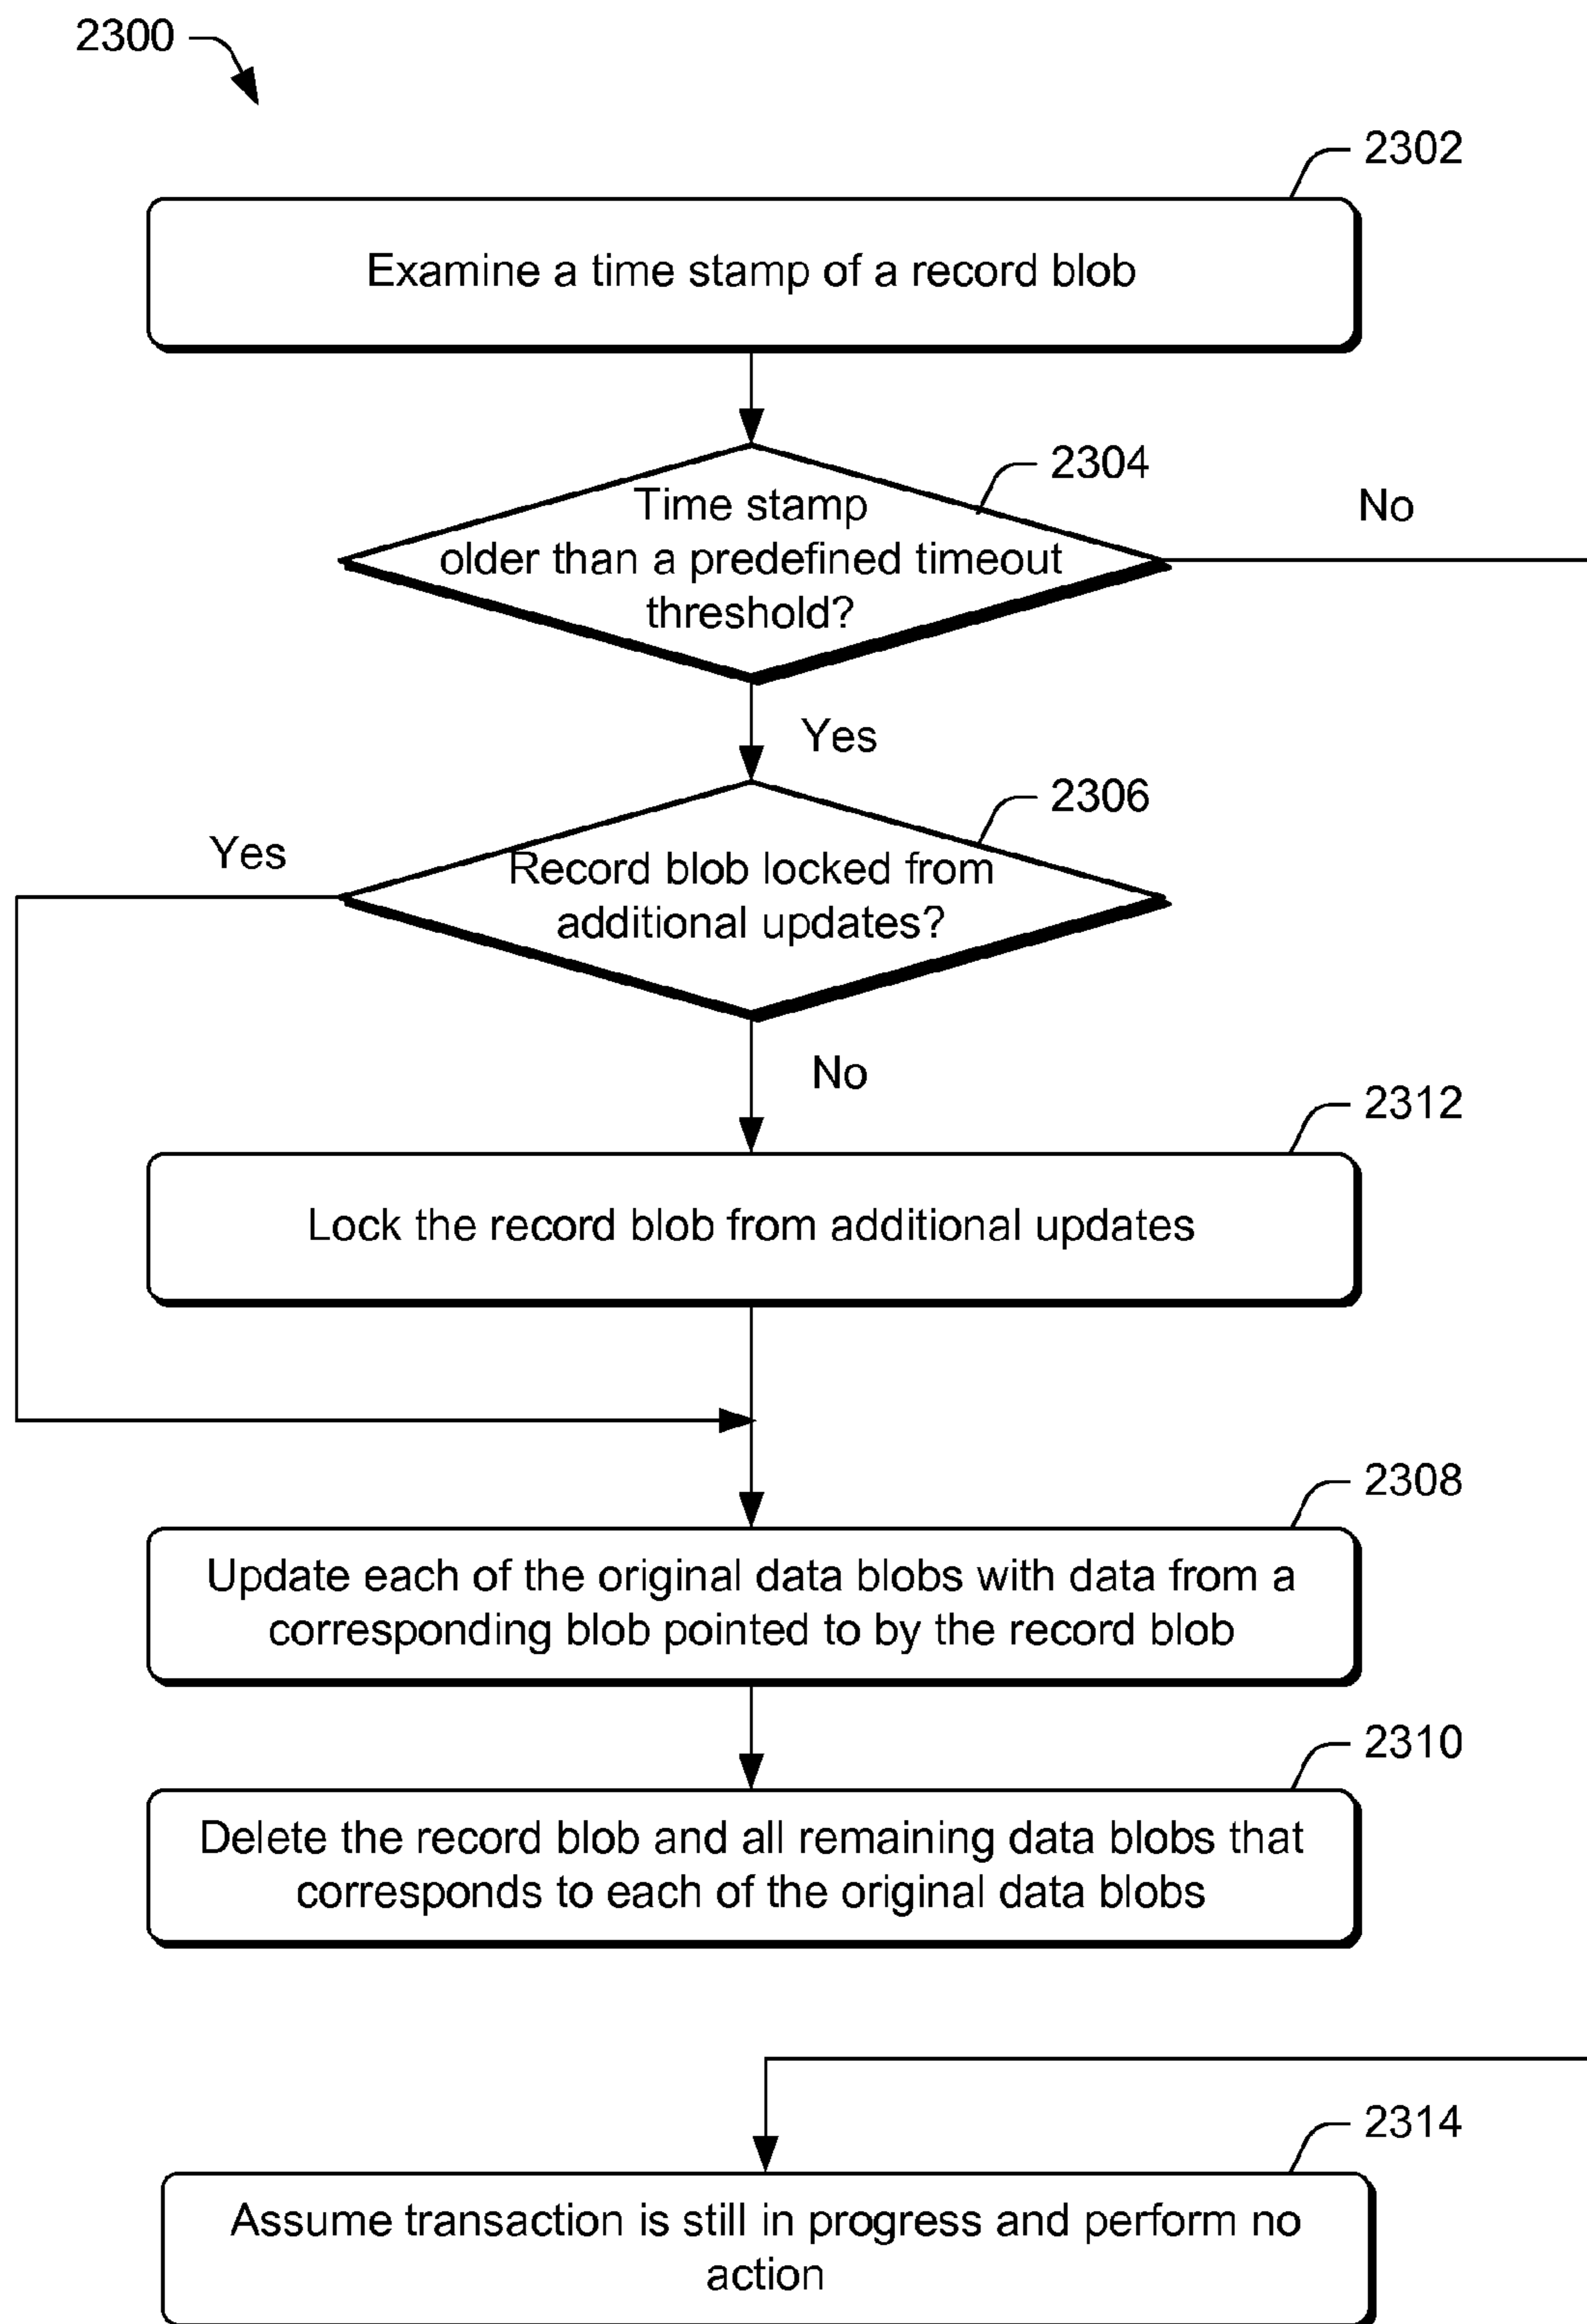 2300
2302
Examine a time stamp of a record blob
2304
No
Time stamp
older than a predefined timeout
threshold?
Yes
2306
Yes
Record blob locked from
additional updates?
No
2312
Lock the record blob from additional updates
2308
Update each of the original data blobs with data from a
corresponding blob pointed to by the record blob
2310
Delete the record blob and all remaining data blobs that
corresponds to each of the original data blobs
2314
Assume transaction is still in progress and perform no
action